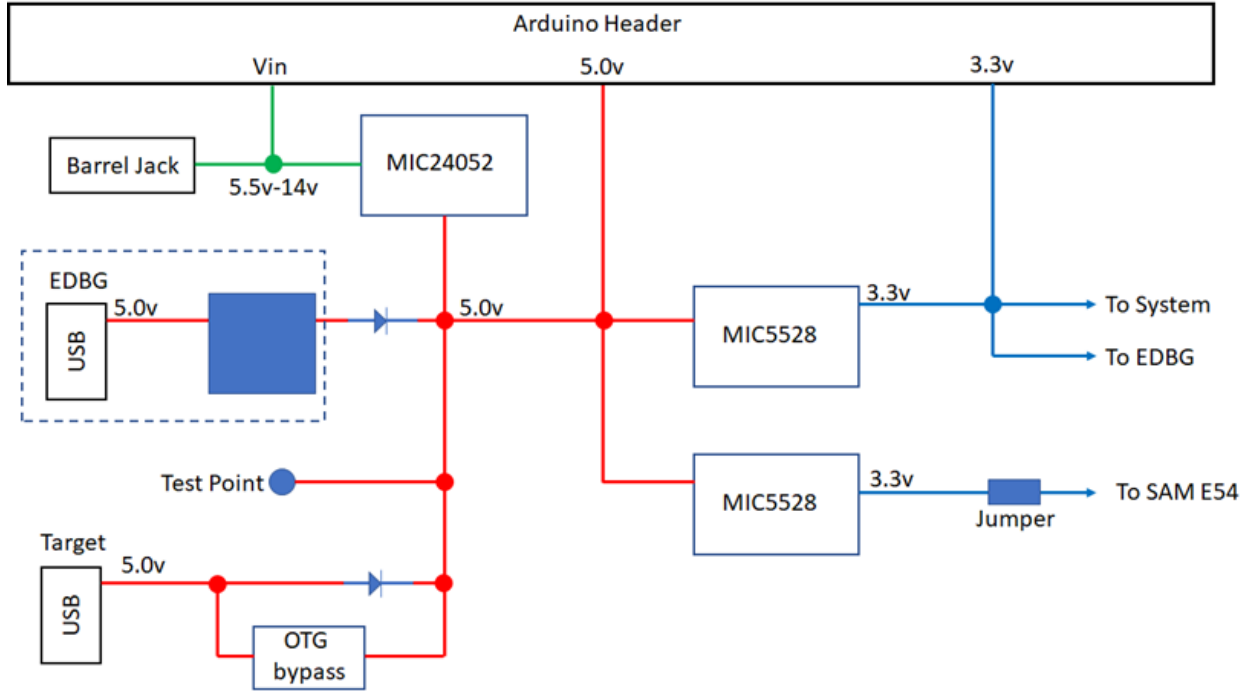 Arduino Header
Vin
5.0v
3.3v
Barrel Jack
5.5v-14v
MIC24052
EDBG
USB
5.0v
5.0v
MIC5528
3.3v
To System
To EDBG
Test Point
MIC5528
3.3v
Jumper
To SAM E54
Target
USB
5.0v
OTG
bypass